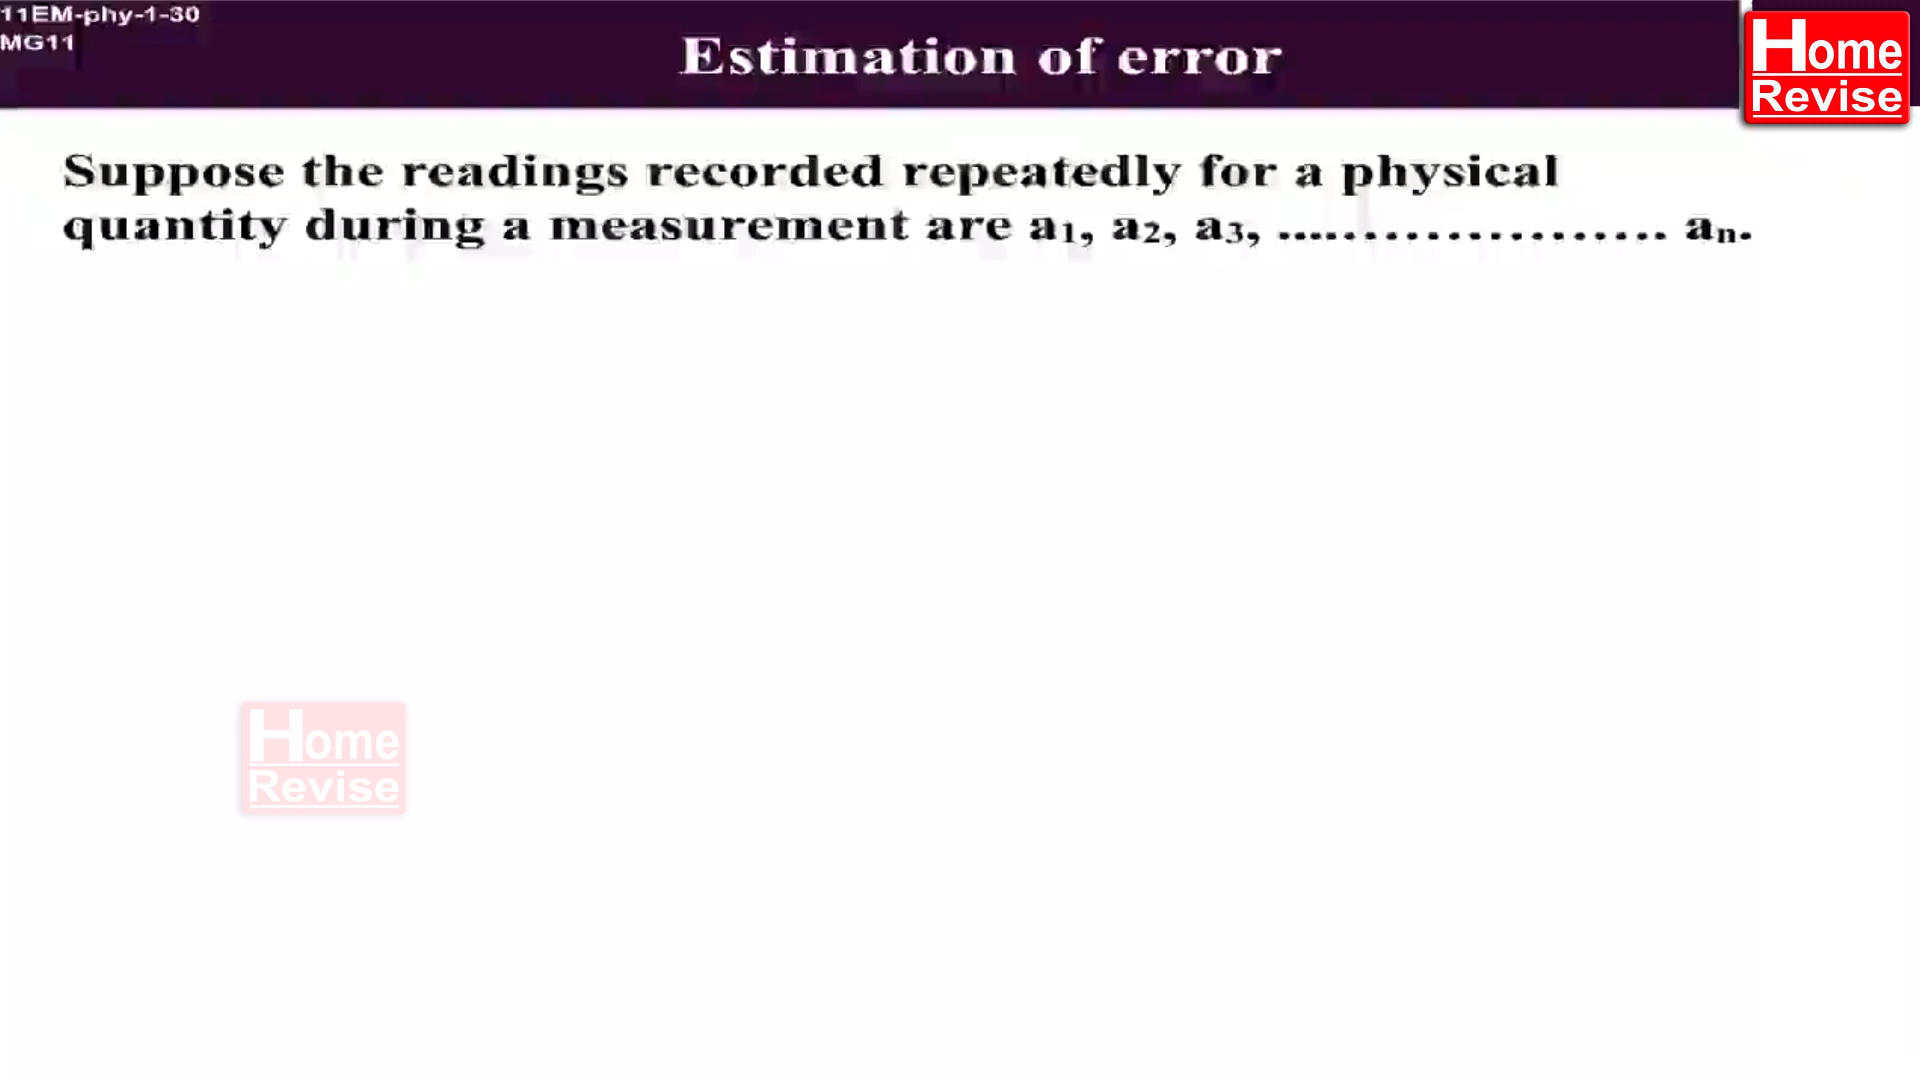 11EM-phy-1-30
MG11
Estimation of error
Home
Revise
Suppose the readings recorded repeatedly for a physical
quantity during a measurement are a₁, a₂, a₃, ..................... aₙ.
Home
Revise